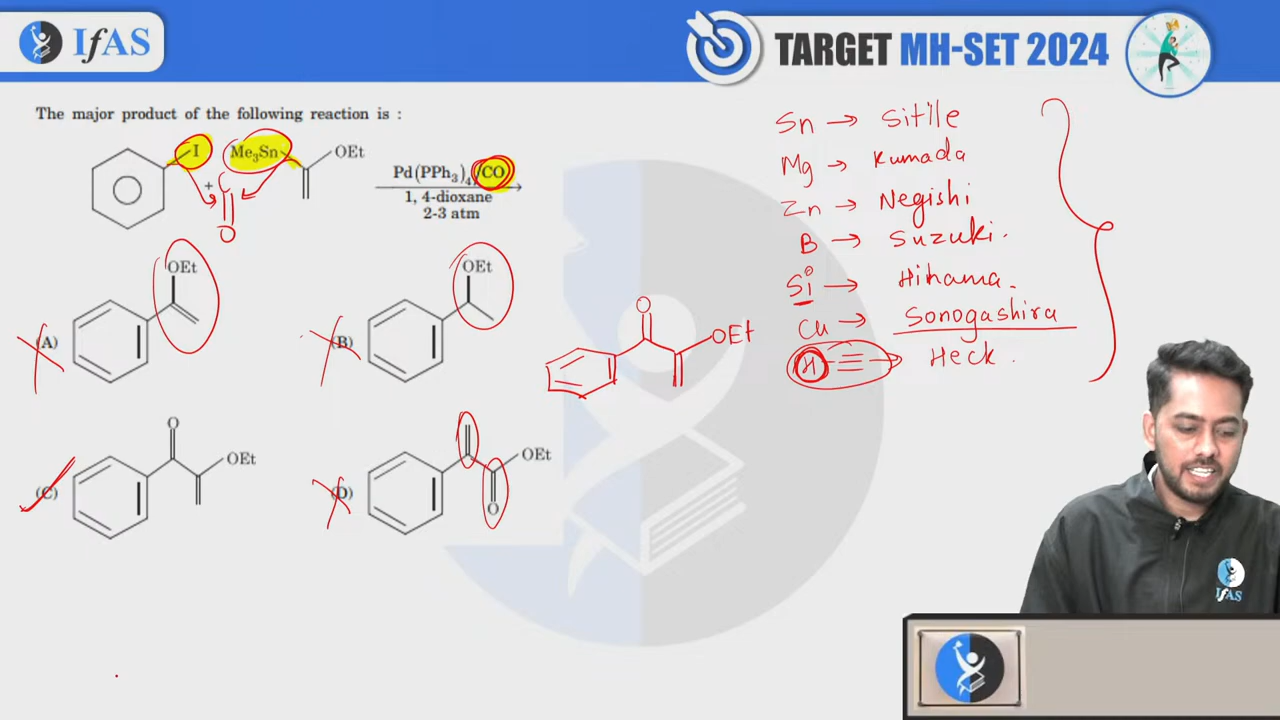 IfAS
TARGET MH-SET 2024
The major product of the following reaction is :
I
Me₃Sn
OEt
+
C
O
Pd(PPh₃)₄/CO
1, 4-dioxane
2-3 atm
(A)
OEt
(B)
OEt
O
OEt
(C)
O
OEt
(D)
OEt
O
Sn → Sitlle
Mg → Kumada
Zn → Negishi
B → Suzuki.
Si → Hihama.
Cu → Sonogashira
H = → Heck.
IfAS